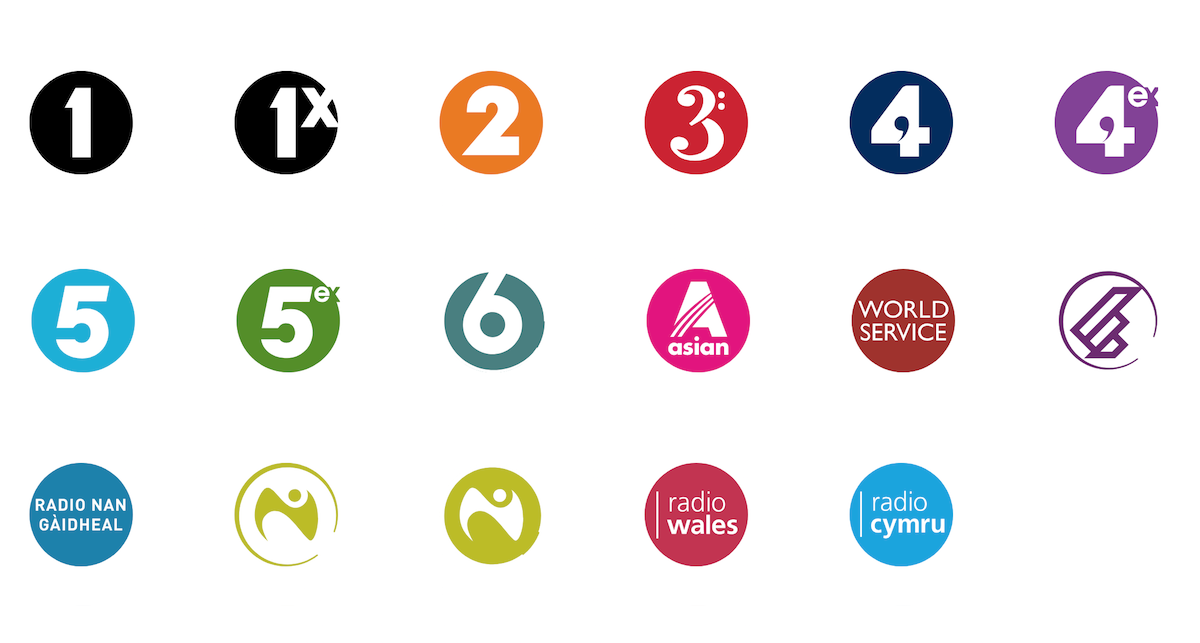 1
1X
2
3:
4
4ex
5
5ex
6
A
asian
WORLD
SERVICE
RADIO NAN
GÀIDHEAL
radio
wales
radio
cymru